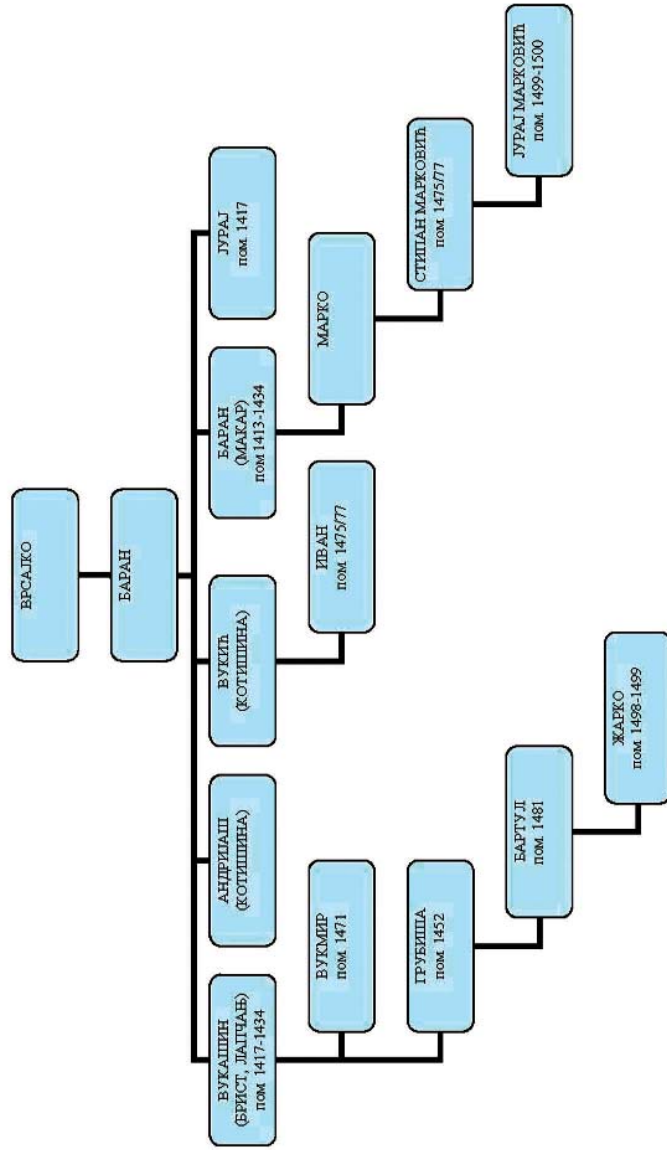 ВРСАЈКО
БАРАН
ВУКАШИН
(БРИСТ, ЛАПЧАЊ)
пом 1417-1434
АНДРИЈАШ
(КОТИШИНА)
ВУКИЋ
(КОТИШИНА)
БАРАН
(МАКАР)
пом 1413-1434
ЈУРАЈ
пом. 1417
ВУКМИР
пом. 1471
ИВАН
пом. 1475/77
МАРКО
ГРУБИША
пом. 1452
СТИПАН МАРКОВИЋ
пом. 1475/77
БАРТУЛ
пом. 1481
ЈУРАЈ МАРКОВИЋ
пом. 1499-1500
ЖАРКО
пом. 1498-1499